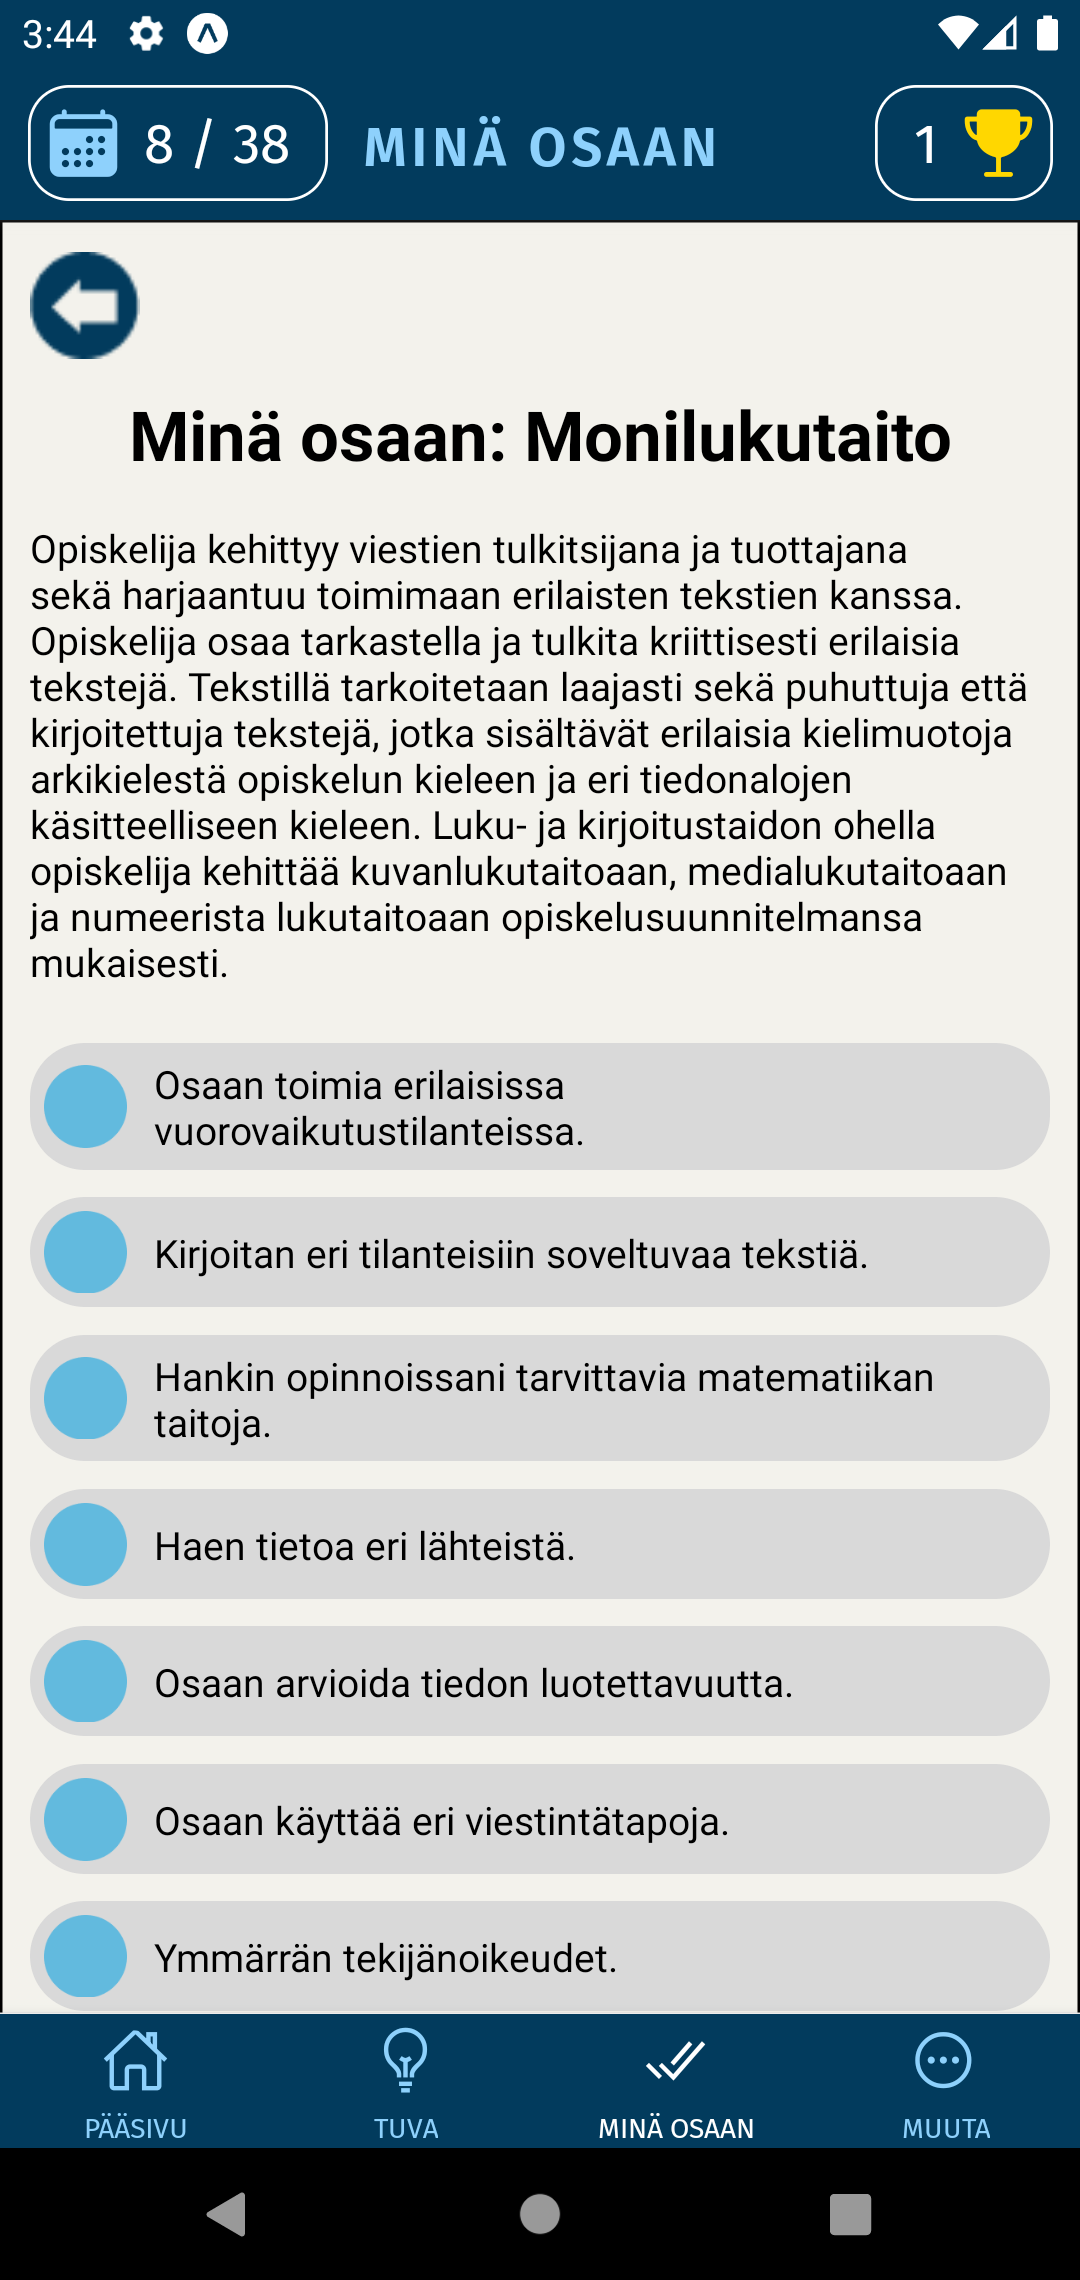 3:44
8 / 38
MINÄ OSAAN
1
Minä osaan: Monilukutaito
Opiskelija kehittyy viestien tulkitsijana ja tuottajana
sekä harjaantuu toimimaan erilaisten tekstien kanssa.
Opiskelija osaa tarkastella ja tulkita kriittisesti erilaisia
tekstejä. Tekstillä tarkoitetaan laajasti sekä puhuttuja että
kirjoitettuja tekstejä, jotka sisältävät erilaisia kielimuotoja
arkikielestä opiskelun kieleen ja eri tiedonalojen
käsitteelliseen kieleen. Luku- ja kirjoitustaidon ohella
opiskelija kehittää kuvanlukutaitoaan, medialukutaitoaan
ja numeerista lukutaitoaan opiskelusuunnitelmansa
mukaisesti.
Osaan toimia erilaisissa
vuorovaikutustilanteissa.
Kirjoitan eri tilanteisiin soveltuvaa tekstiä.
Hankin opinnoissani tarvittavia matematiikan
taitoja.
Haen tietoa eri lähteistä.
Osaan arvioida tiedon luotettavuutta.
Osaan käyttää eri viestintätapoja.
Ymmärrän tekijänoikeudet.
PÄÄSIVU
TUVA
MINÄ OSAAN
MUUTA